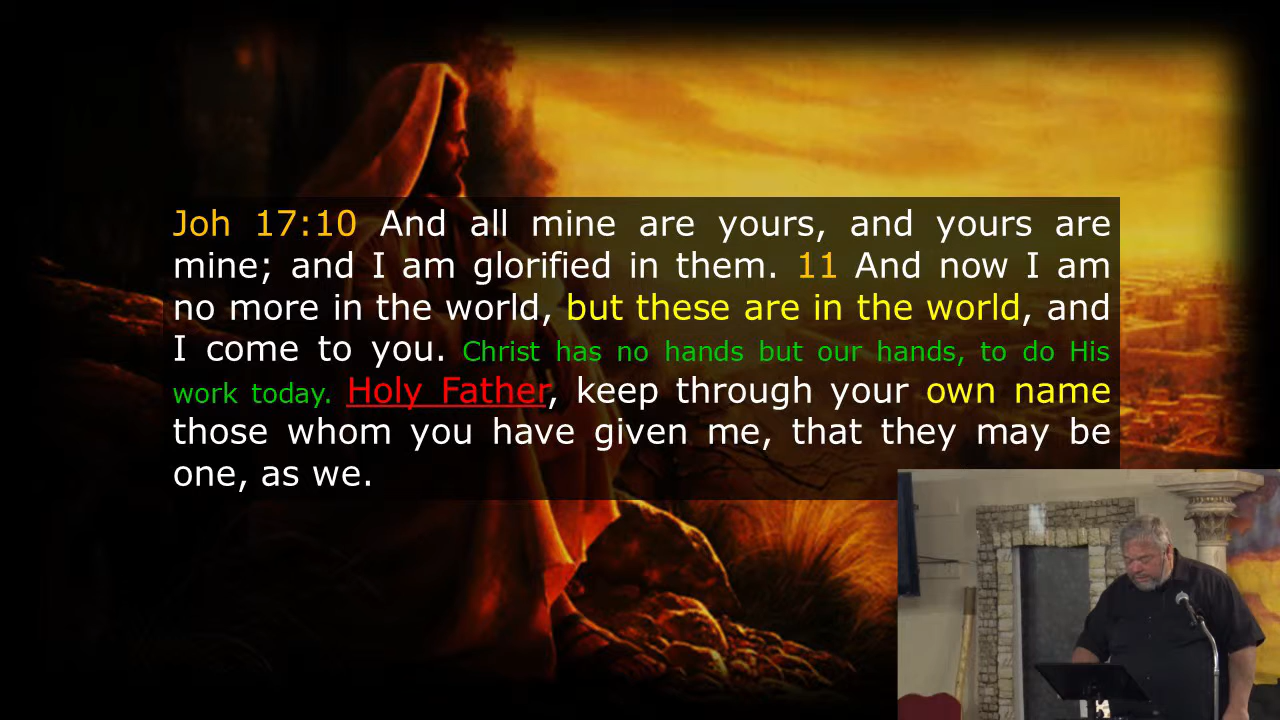 Joh 17:10 And all mine are yours, and yours are
mine; and I am glorified in them. 11 And now I am
no more in the world, but these are in the world, and
I come to you. Christ has no hands but our hands, to do His
work today. Holy Father, keep through your own name
those whom you have given me, that they may be
one, as we.